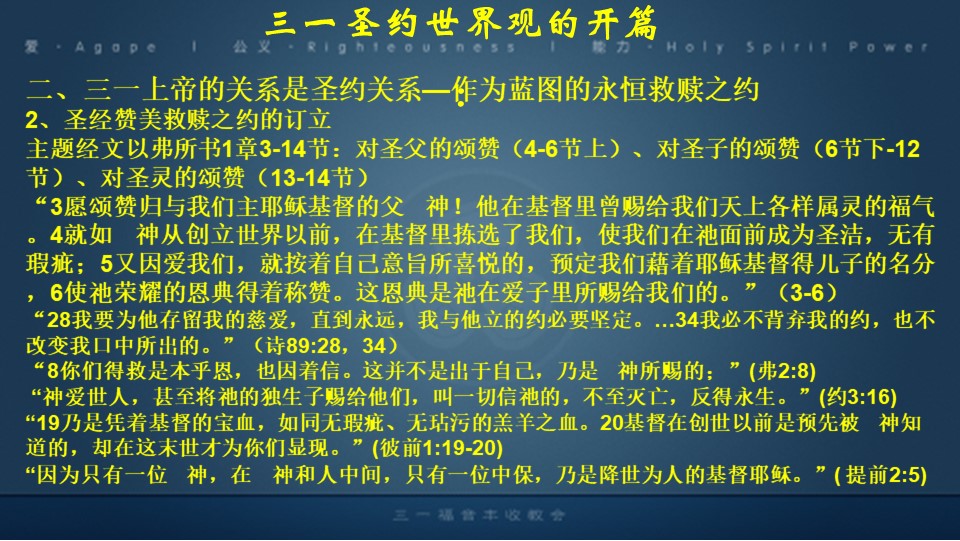 三一圣约世界观的开篇
爱 · Agape | 公义 · Righteousness | 能力 · Holy Spirit Power
二、三一上帝的关系是圣约关系—作为蓝图的永恒救赎之约
2、圣经赞美救赎之约的订立
主题经文以弗所书1章3-14节：对圣父的颂赞（4-6节上）、对圣子的颂赞（6节下-12
节）、对圣灵的颂赞（13-14节）
“3愿颂赞归与我们主耶稣基督的父　神！他在基督里曾赐给我们天上各样属灵的福气
。4就如　神从创立世界以前，在基督里拣选了我们，使我们在祂面前成为圣洁，无有
瑕疵；5又因爱我们，就按着自己意旨所喜悦的，预定我们藉着耶稣基督得儿子的名分
，6使祂荣耀的恩典得着称赞。这恩典是祂在爱子里所赐给我们的。”（3-6）
“28我要为他存留我的慈爱，直到永远，我与他立的约必要坚定。…34我必不背弃我的约，也不
改变我口中所出的。”（诗89:28，34）
“8你们得救是本乎恩，也因着信。这并不是出于自己，乃是　神所赐的；”(弗2:8)
“神爱世人，甚至将祂的独生子赐给他们，叫一切信祂的，不至灭亡，反得永生。”(约3:16)
“19乃是凭着基督的宝血，如同无瑕疵、无玷污的羔羊之血。20基督在创世以前是预先被　神知
道的，却在这末世才为你们显现。”(彼前1:19-20)
“因为只有一位　神，在　神和人中间，只有一位中保，乃是降世为人的基督耶稣。”( 提前2:5)
三一福音丰收教会